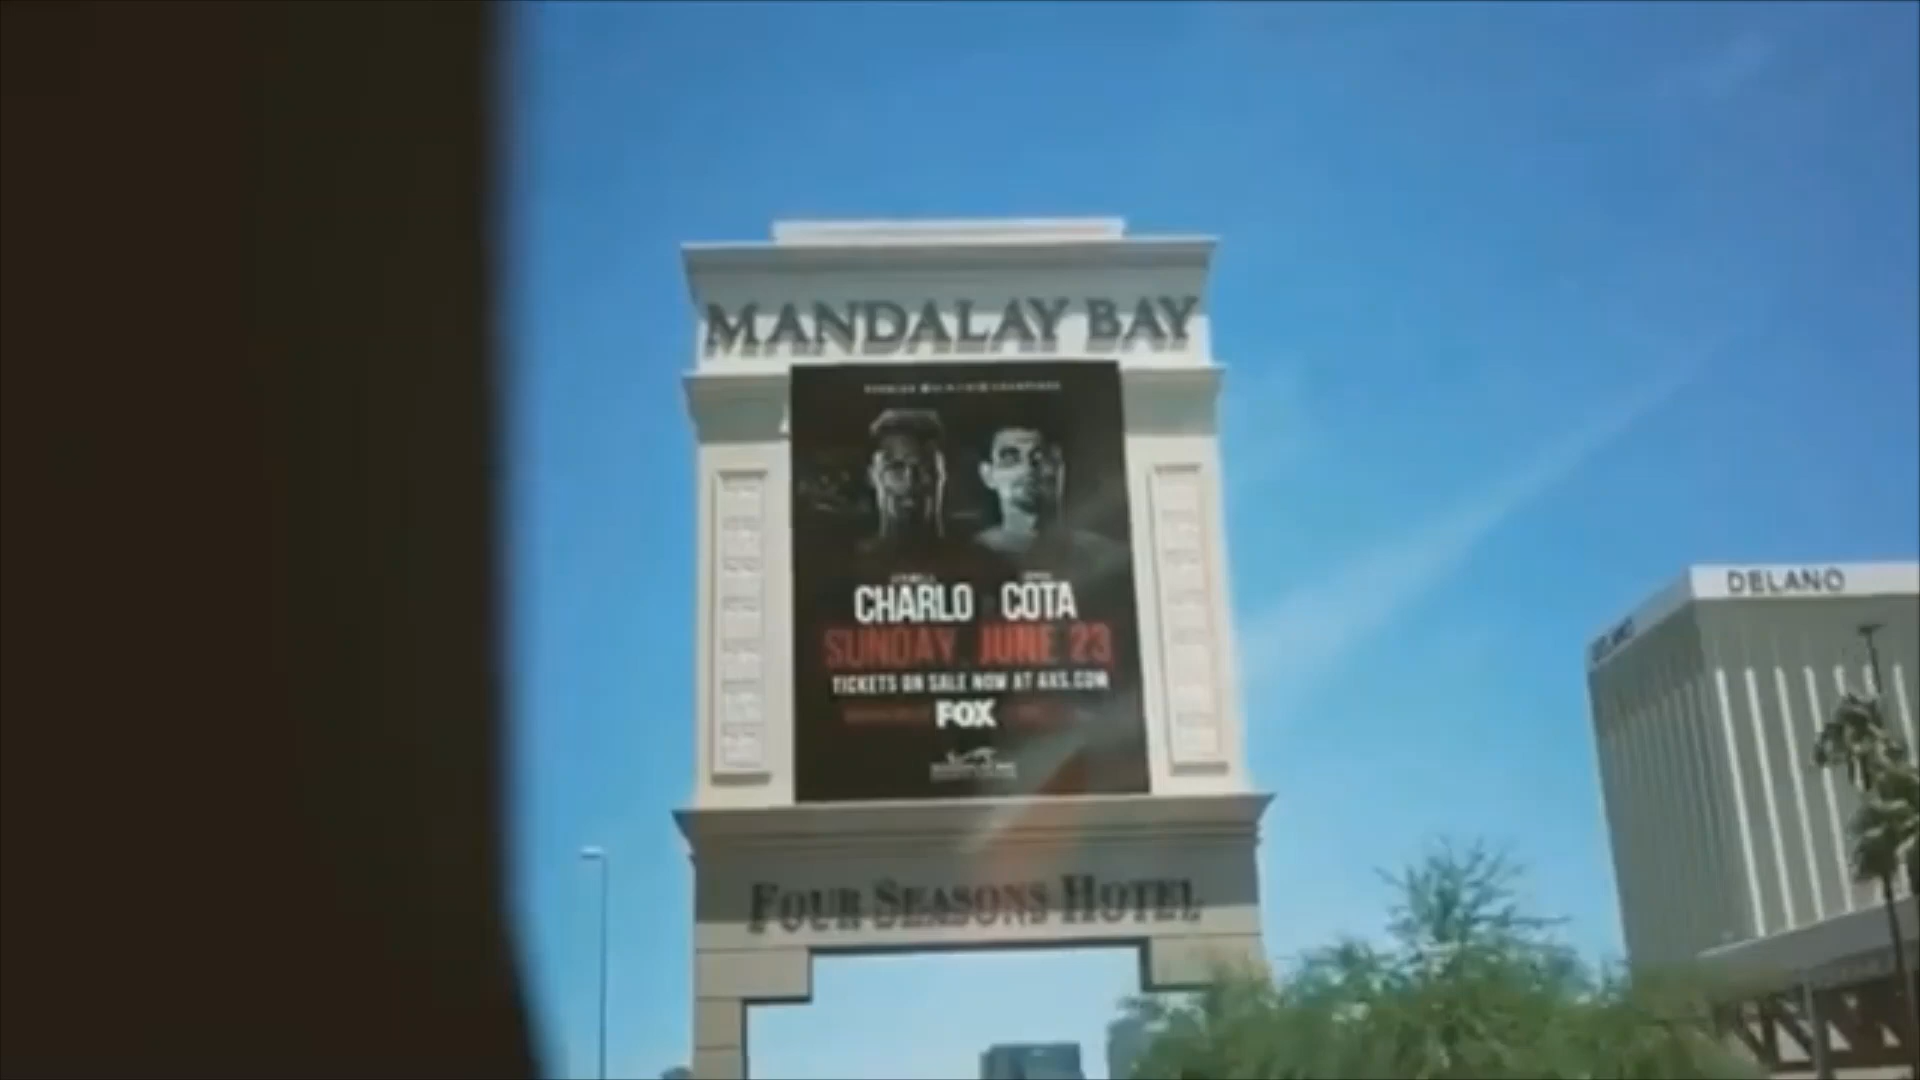 MANDALAY BAY
CHARLO COTA
SUNDAY, JUNE 23
TICKETS ON SALE NOW AT AXS.COM
FOX
FOUR SEASONS HOTEL
DELANO